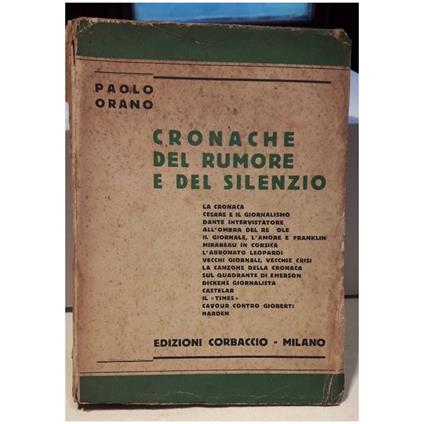 PAOLO
ORANO
CRONACHE
DEL RUMORE
E DEL SILENZIO
LA CRONACA
CESARE E IL GIORNALISMO
DANTE INTERVISTATORE
ALL'OMBRA DEL RE OLE
IL GIORNALE, L'AMORE E FRANKLIN
MIRABEAU IN CORSICA
L'ABBONATO LEOPARDI
VECCHI GIORNALI, VECCHIE CRISI
LA CANZONE DELLA CRONACA
SUL QUADRANTE DI EMERSON
DICKENS GIORNALISTA
CASTELAR
IL «TIMES»
CAVOUR CONTRO GIOBERTI
HARDEN
EDIZIONI CORBACCIO - MILANO